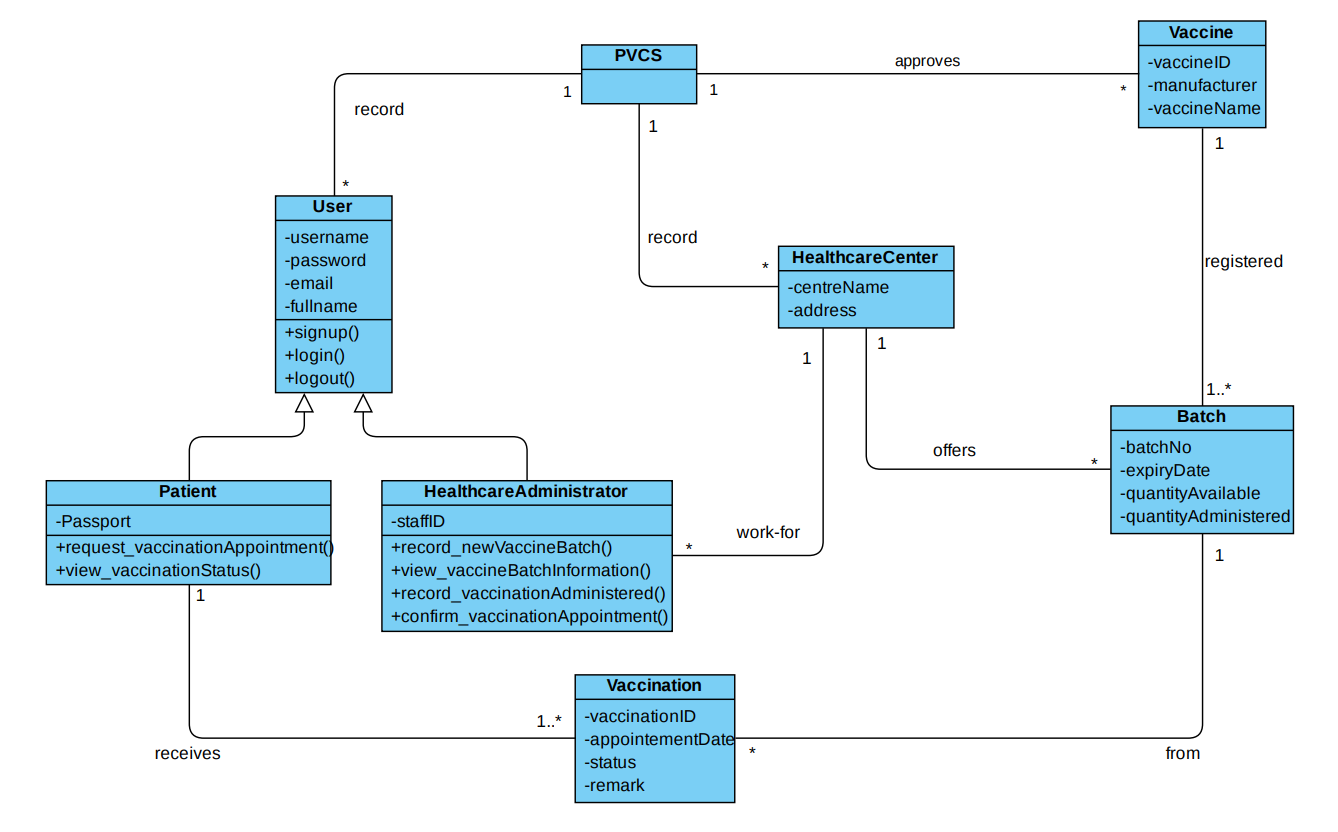 PVCS
1
1
1
approves
*
Vaccine
-vaccineID
-manufacturer
-vaccineName
1
record
*
User
-username
-password
-email
-fullname
+signup()
+login()
+logout()
record
*
HealthcareCenter
-centreName
-address
1
1
registered
1..*
Batch
-batchNo
-expiryDate
-quantityAvailable
-quantityAdministered
1
offers
*
Patient
-Passport
+request_vaccinationAppointment()
+view_vaccinationStatus()
1
HealthcareAdministrator
-staffID
+record_newVaccineBatch()
+view_vaccineBatchInformation()
+record_vaccinationAdministered()
+confirm_vaccinationAppointment()
work-for
*
Vaccination
-vaccinationID
-appointementDate
-status
-remark
1..*
receives
*
from